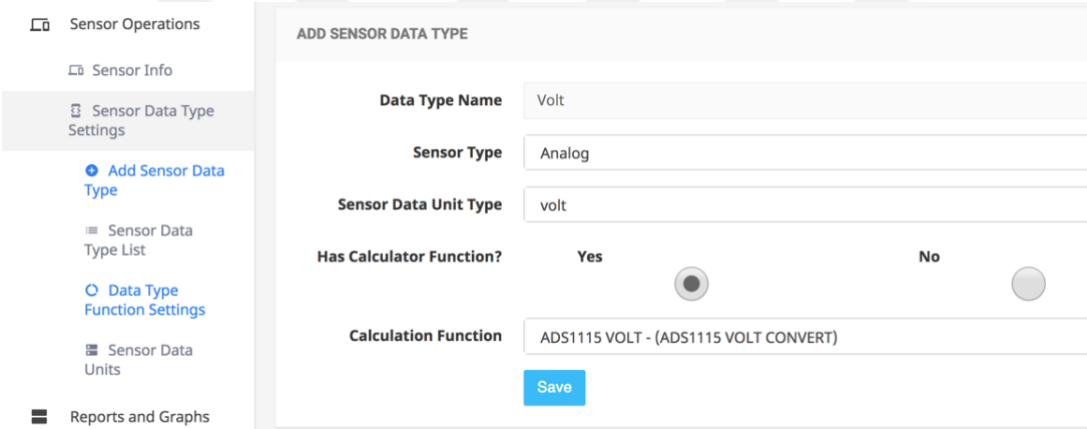 Sensor Operations
Sensor Info
Sensor Data Type
Settings
Add Sensor Data
Type
Sensor Data
Type List
Data Type
Function Settings
Sensor Data
Units
Reports and Graphs
ADD SENSOR DATA TYPE
Data Type Name Volt
Sensor Type Analog
Sensor Data Unit Type volt
Has Calculator Function? Yes No
Calculation Function ADS1115 VOLT - (ADS1115 VOLT CONVERT)
Save